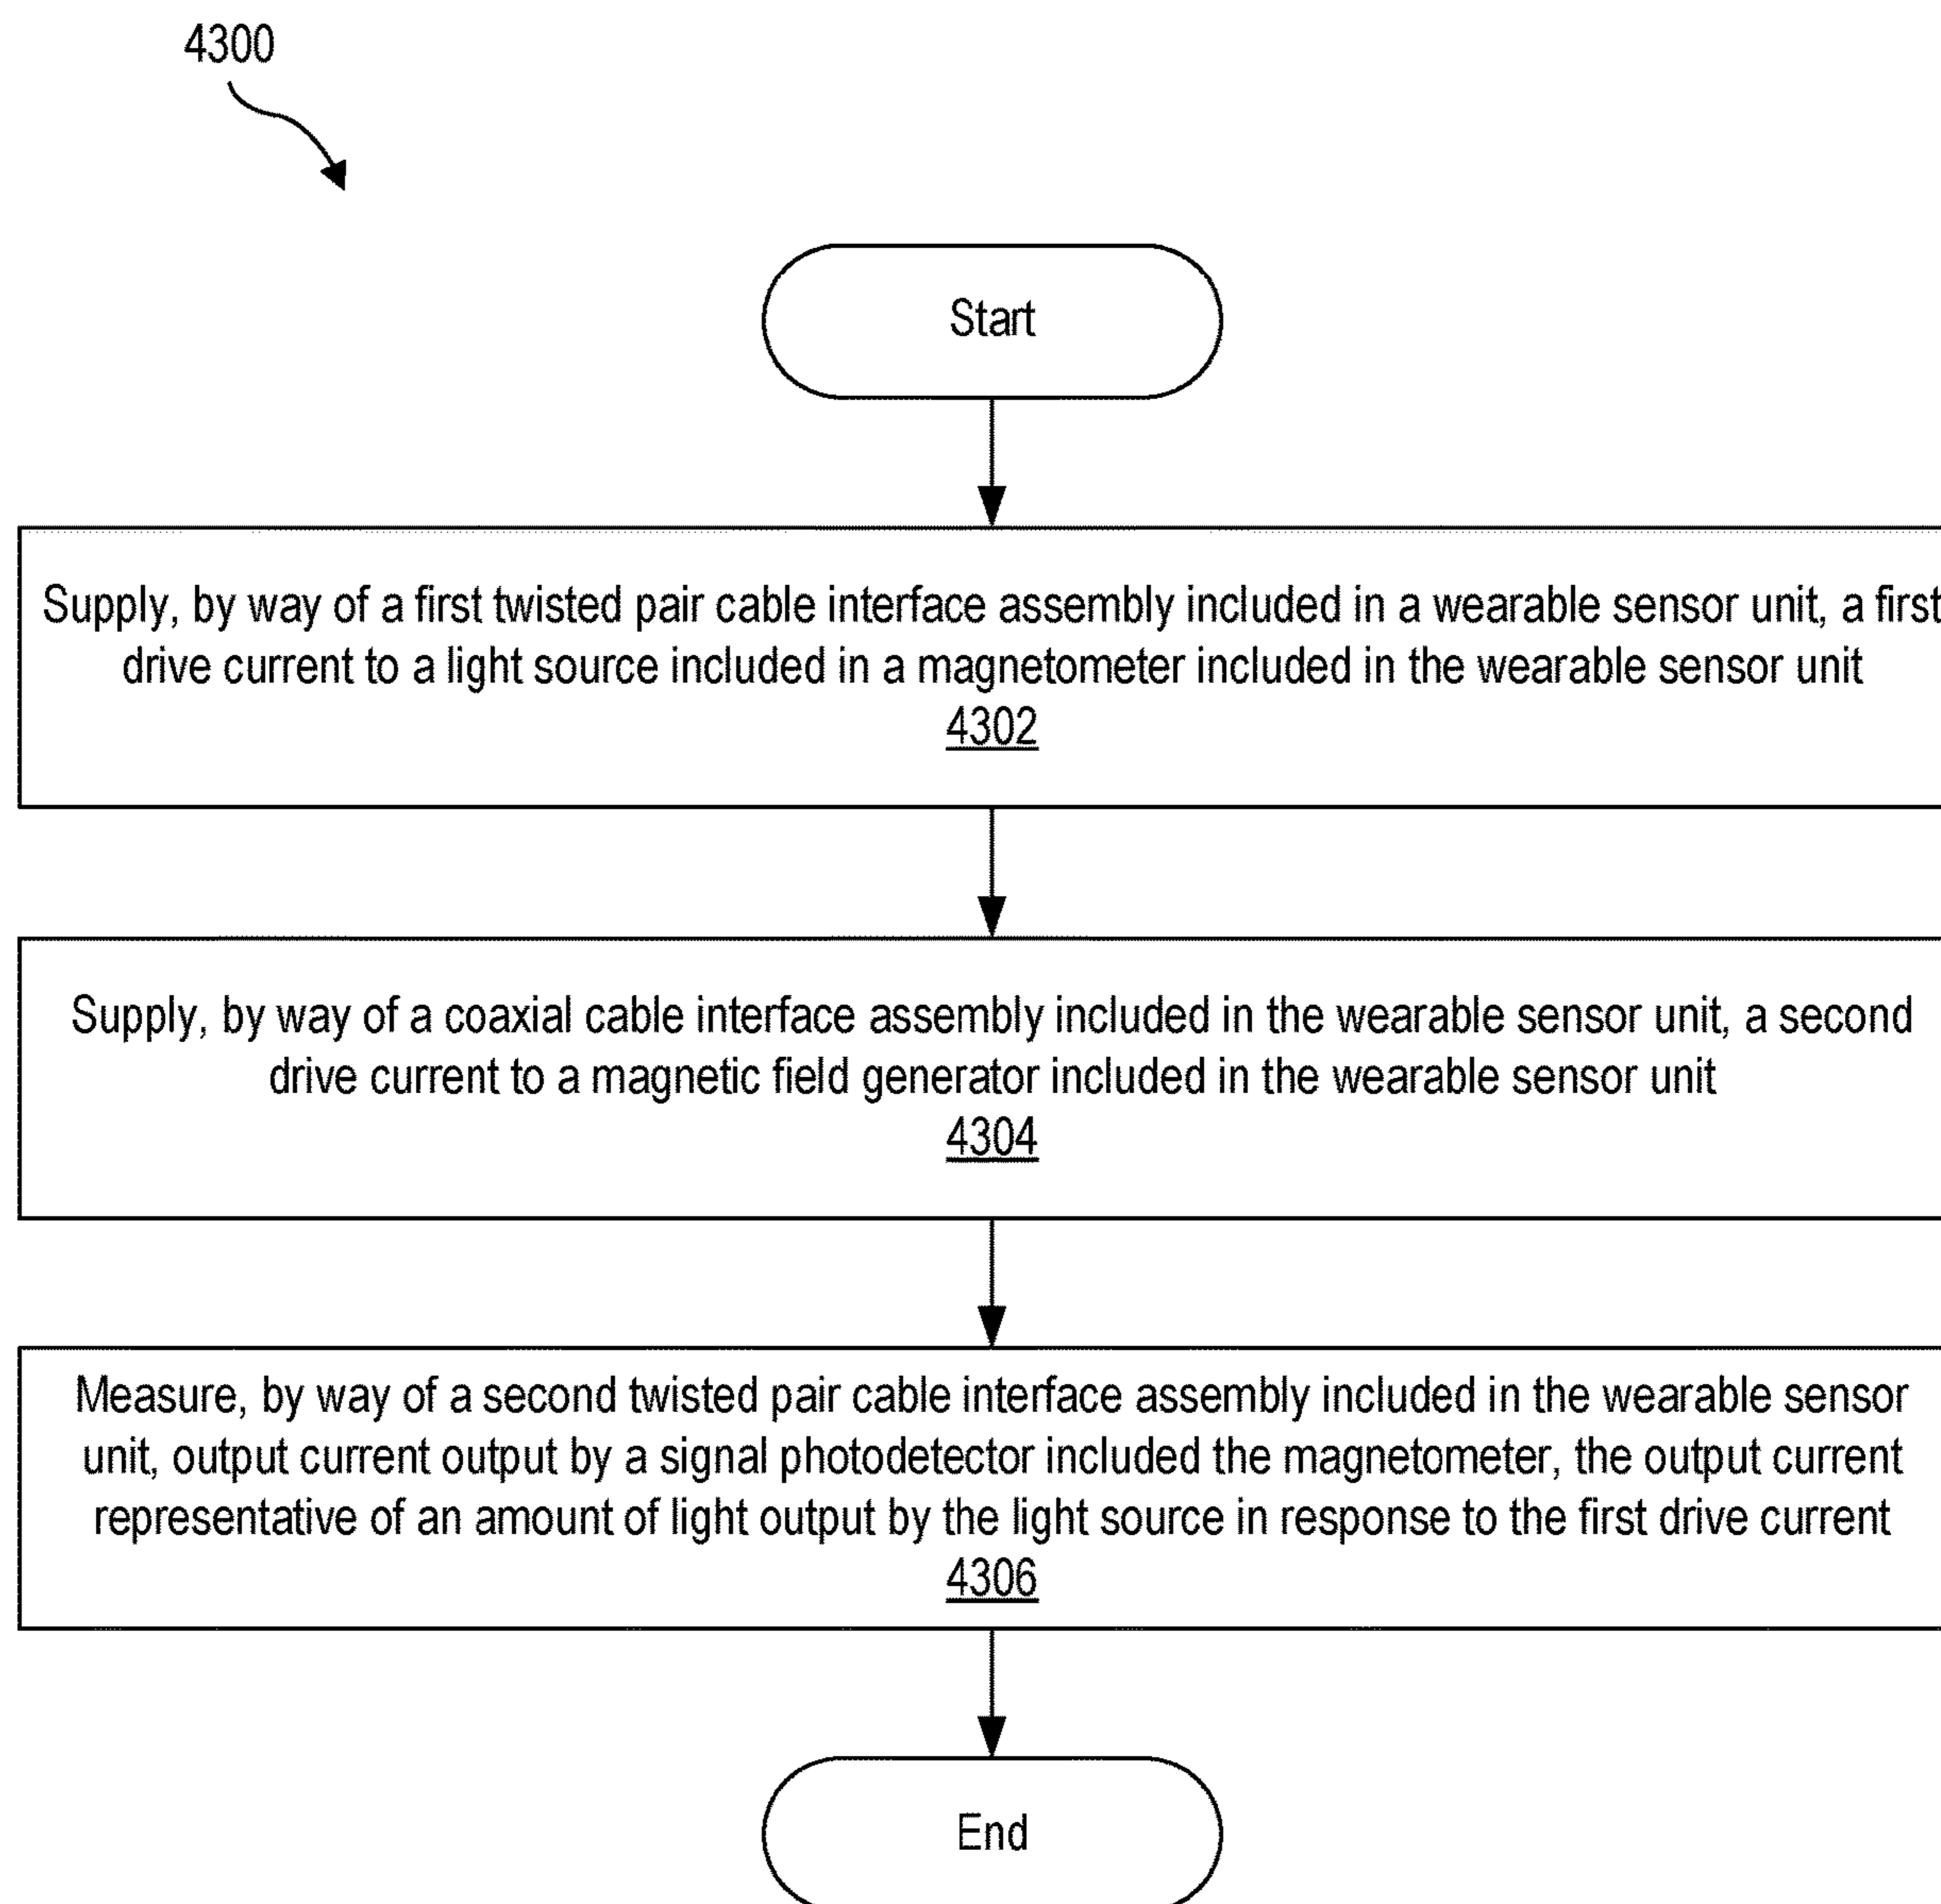 4300
Start
Supply, by way of a first twisted pair cable interface assembly included in a wearable sensor unit, a first
drive current to a light source included in a magnetometer included in the wearable sensor unit
4302
Supply, by way of a coaxial cable interface assembly included in the wearable sensor unit, a second
drive current to a magnetic field generator included in the wearable sensor unit
4304
Measure, by way of a second twisted pair cable interface assembly included in the wearable sensor
unit, output current output by a signal photodetector included the magnetometer, the output current
representative of an amount of light output by the light source in response to the first drive current
4306
End